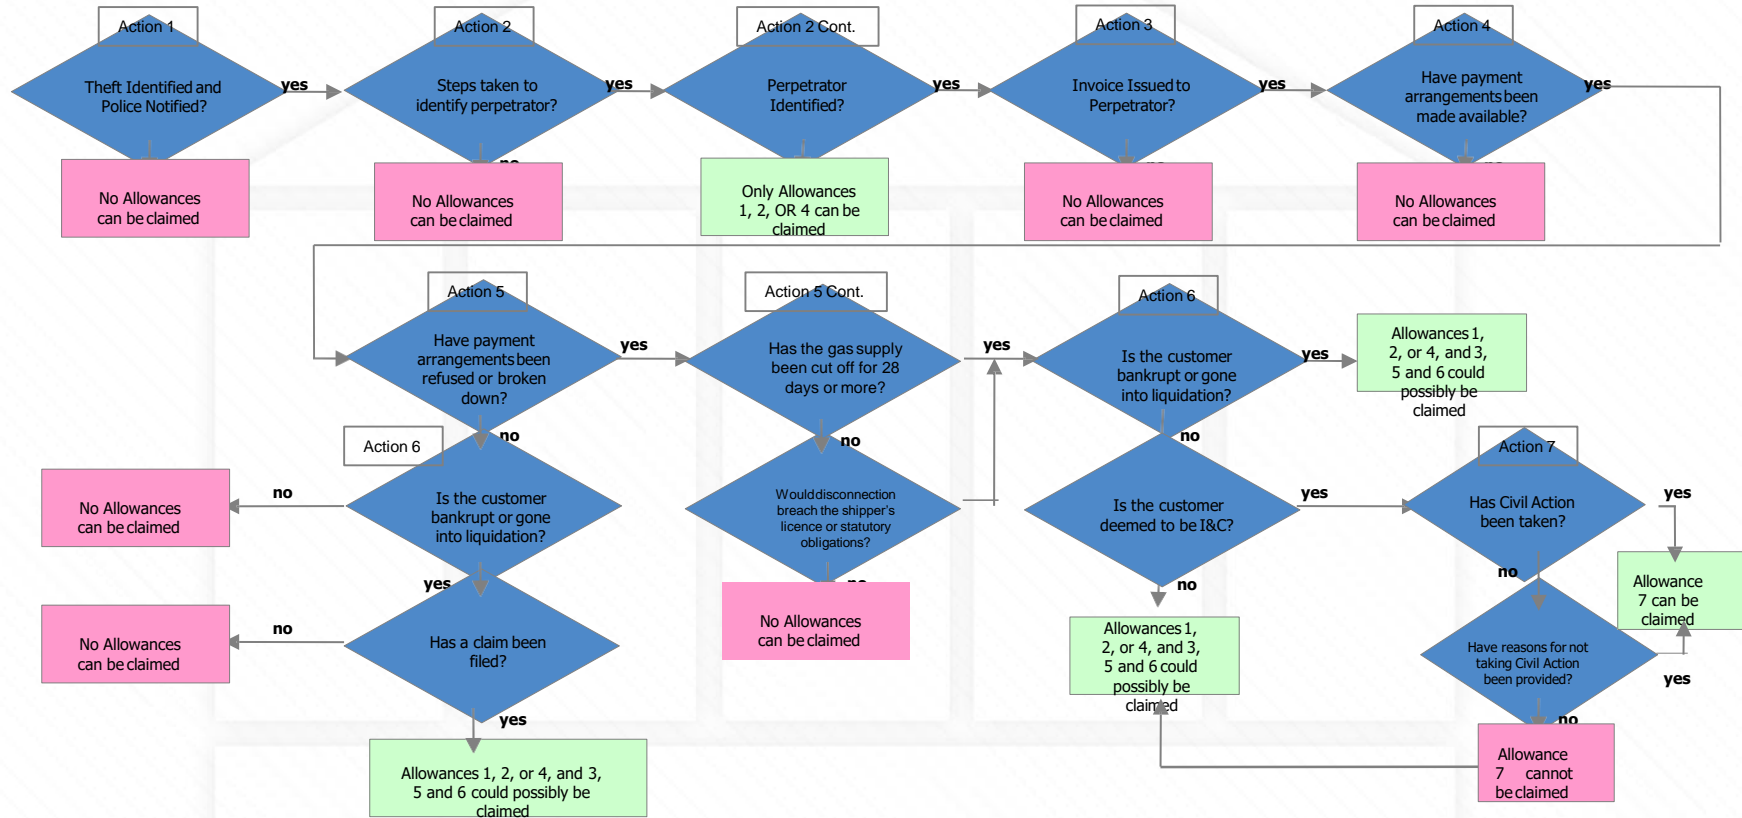 Action 1
Action 2
Action 2 Cont.
Action 3
Action 4
Theft Identified and
Police Notified?
yes
Steps taken to
identify perpetrator?
yes
Perpetrator
Identified?
yes
Invoice Issued to
Perpetrator?
yes
Have payment
arrangements been
made available?
yes
no
No Allowances
can be claimed
No Allowances
can be claimed
Only Allowances
1, 2, OR 4 can be
claimed
No Allowances
can be claimed
No Allowances
can be claimed
Action 5
Action 5 Cont.
Action 6
Have payment
arrangements been
refused or broken
down?
yes
Has the gas supply
been cut off for 28
days or more?
yes
Is the customer
bankrupt or gone
into liquidation?
yes
Allowances 1,
2, or 4, and 3,
5 and 6 could
possibly be
claimed
no
no
no
Action 6
Action 7
no
Is the customer
bankrupt or gone
into liquidation?
No Allowances
can be claimed
Would disconnection
breach the shipper's
licence or statutory
obligations?
Is the customer
deemed to be I&C?
yes
Has Civil Action
been taken?
yes
yes
no
no
no
Allowance
7 can be
claimed
No Allowances
can be claimed
no
Has a claim been
filed?
No Allowances
can be claimed
Allowances 1,
2, or 4, and 3,
5 and 6 could
possibly be
claimed
Have reasons for not
taking Civil Action
been provided?
yes
yes
no
Allowances 1, 2, or 4, and 3,
5 and 6 could possibly be
claimed
Allowance
7 cannot
be claimed